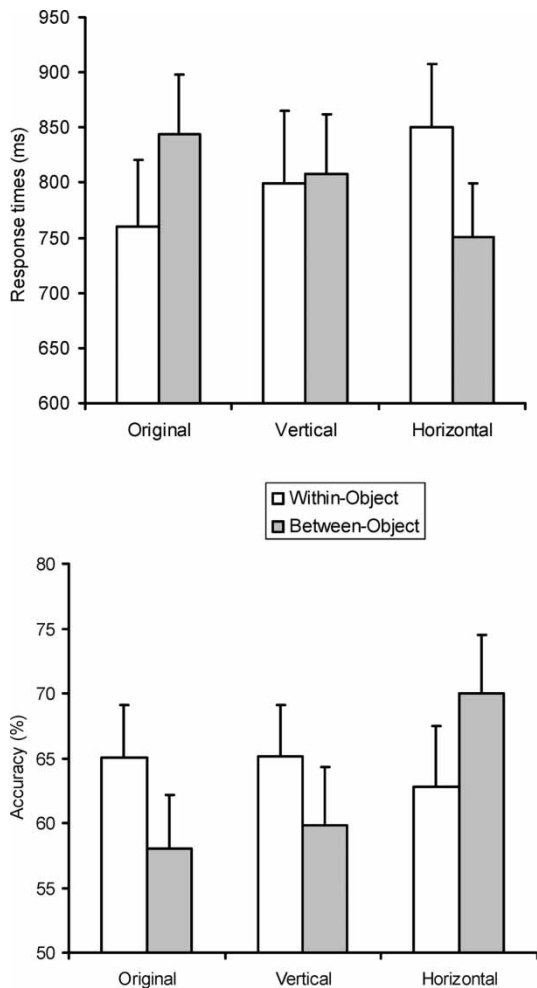 950
900
850
800
750
700
650
600
Response times (ms)
Original Vertical Horizontal
Within-Object
Between-Object
80
75
70
65
60
55
50
Accuracy (%)
Original Vertical Horizontal